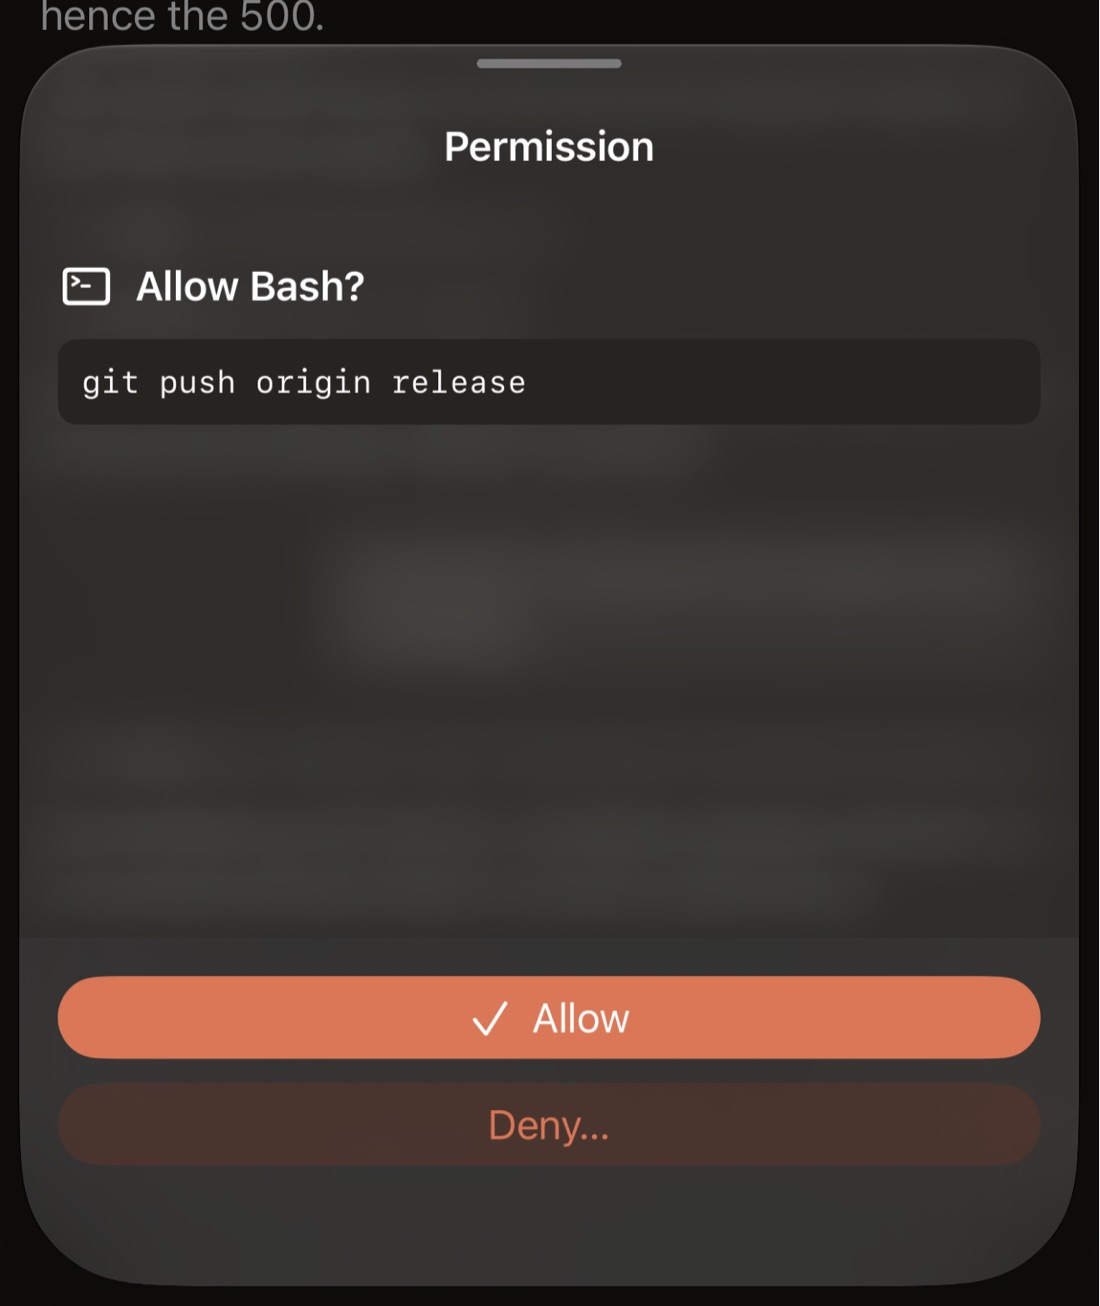 hence the 500.
Permission
Allow Bash?
git push origin release
Allow
Deny...